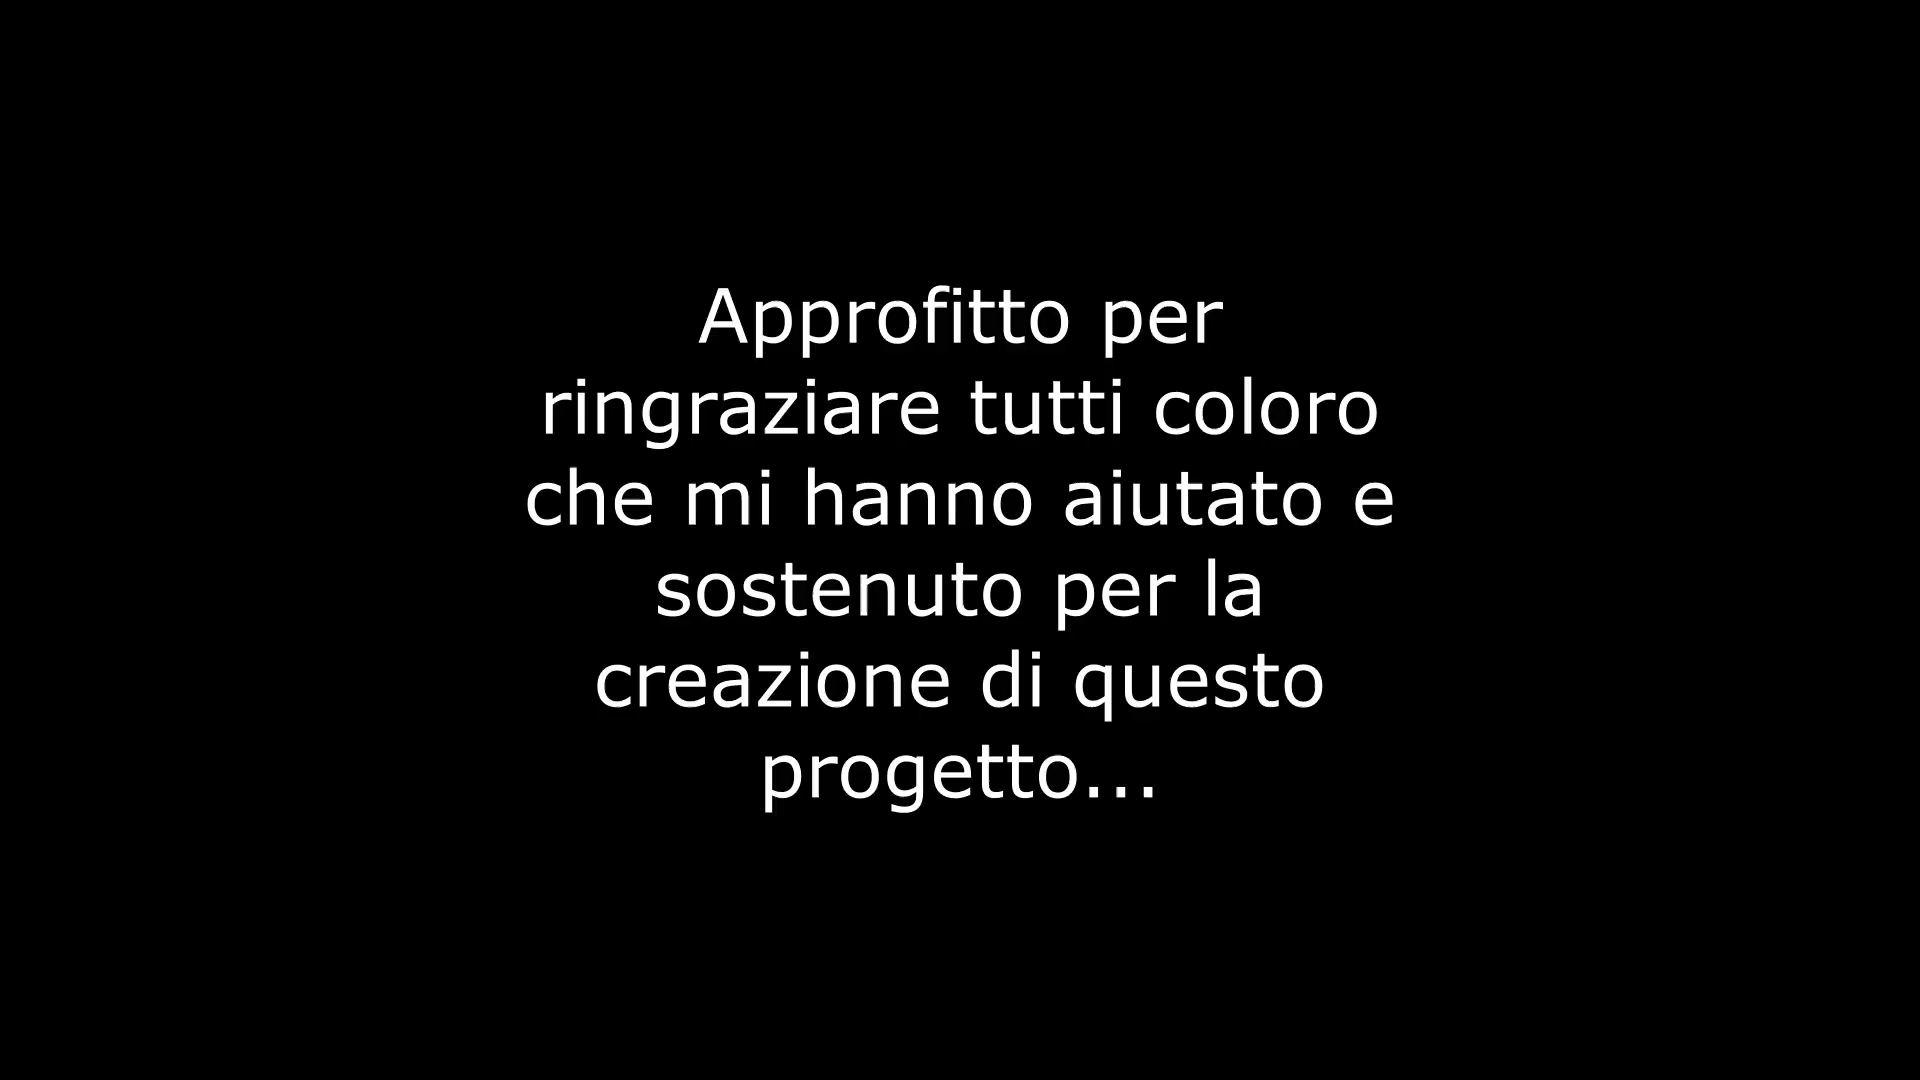 Approfitto per
ringraziare tutti coloro
che mi hanno aiutato e
sostenuto per la
creazione di questo
progetto...